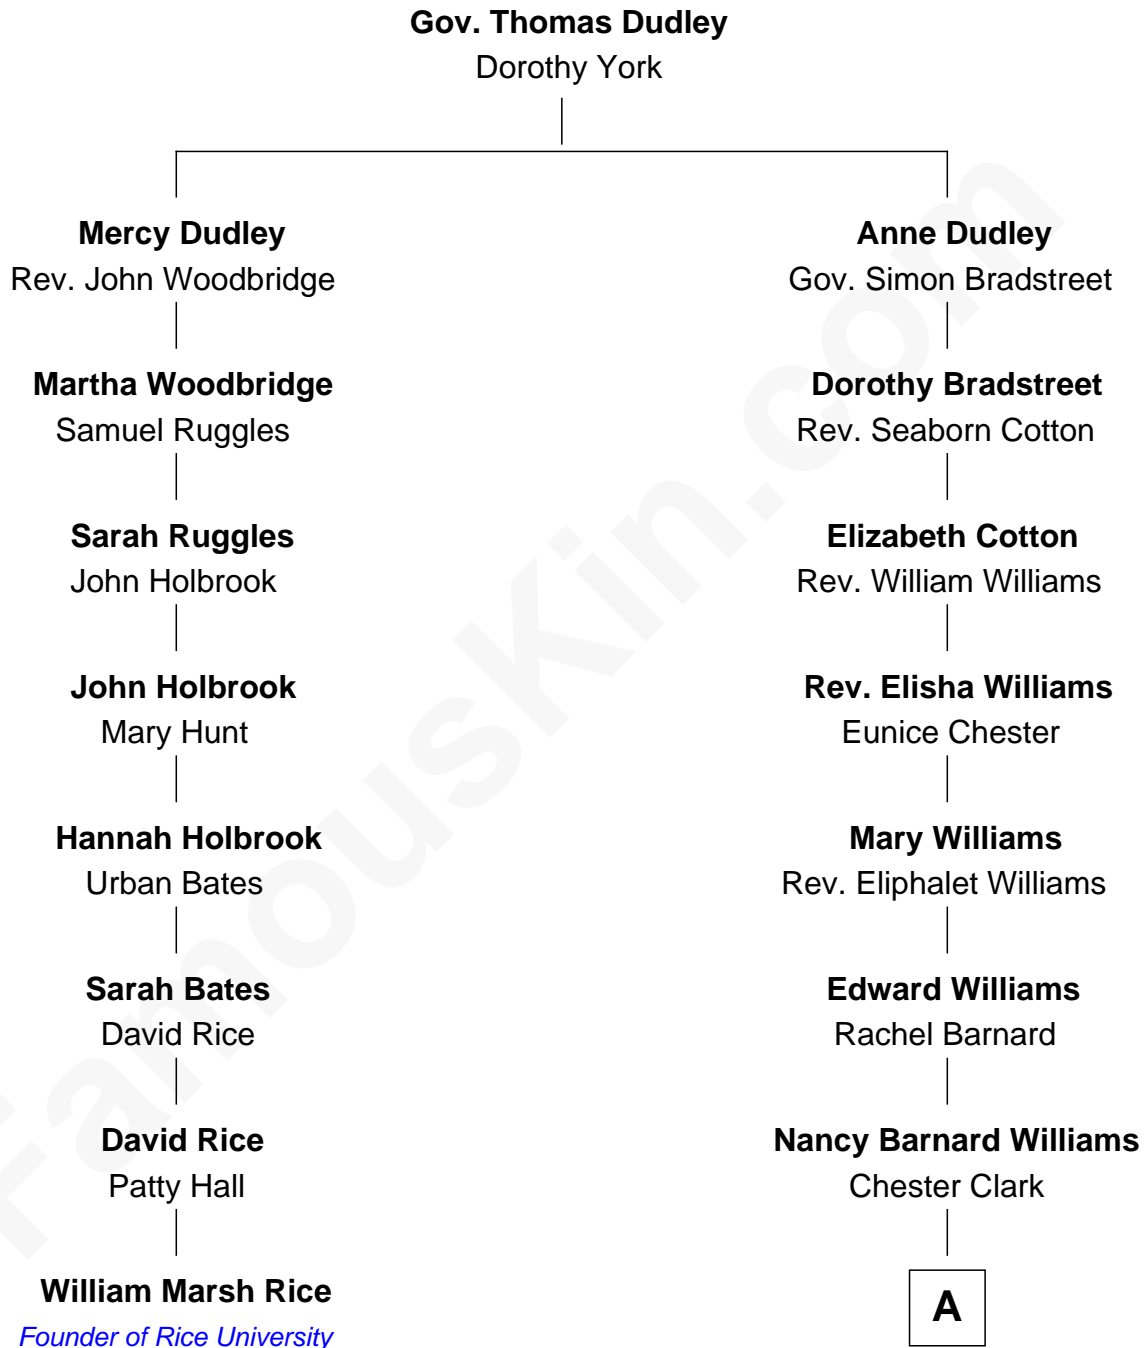 Gov. Thomas Dudley
Dorothy York
Mercy Dudley
Rev. John Woodbridge
Anne Dudley
Gov. Simon Bradstreet
Martha Woodbridge
Samuel Ruggles
Dorothy Bradstreet
Rev. Seaborn Cotton
Sarah Ruggles
John Holbrook
Elizabeth Cotton
Rev. William Williams
John Holbrook
Mary Hunt
Rev. Elisha Williams
Eunice Chester
Hannah Holbrook
Urban Bates
Mary Williams
Rev. Eliphalet Williams
Sarah Bates
David Rice
Edward Williams
Rachel Barnard
David Rice
Patty Hall
Nancy Barnard Williams
Chester Clark
William Marsh Rice
Founder of Rice University
A
FamousKin.com